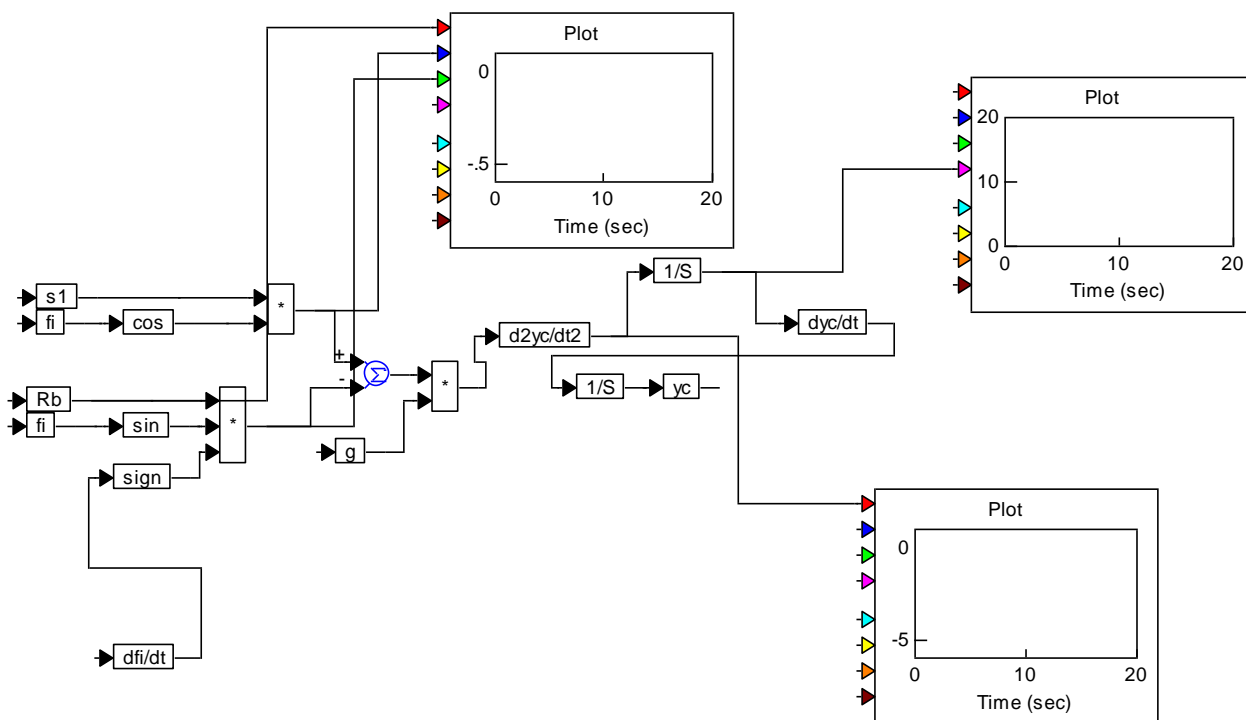 Plot
0
-.5
0 10 20
Time (sec)
Plot
20
10
0
0 10 20
Time (sec)
1/S
s1
*
fi
cos
d2yc/dt2
dyc/dt
+
Σ
-
*
1/S
yc
Rb
*
fi
sin
g
sign
dfi/dt
Plot
0
-5
0 10 20
Time (sec)